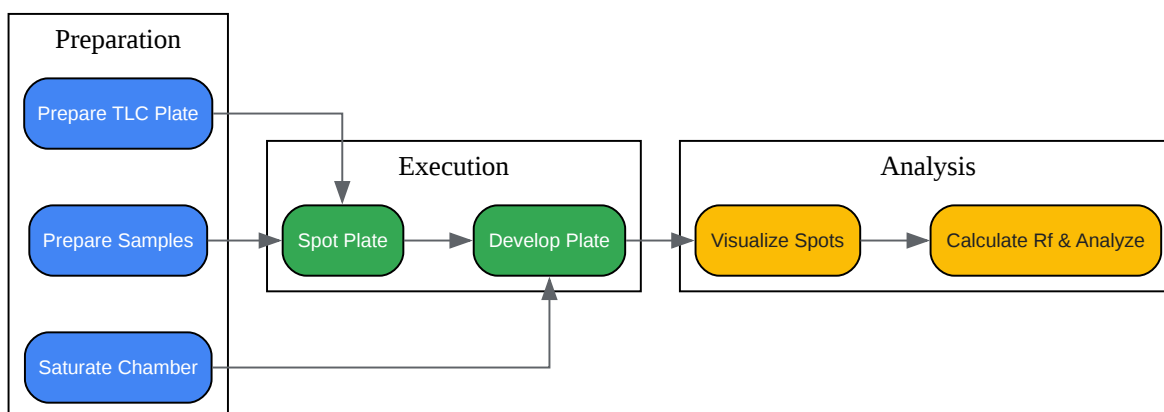 Preparation
Prepare TLC Plate
Prepare Samples
Saturate Chamber
Execution
Spot Plate
Develop Plate
Analysis
Visualize Spots
Calculate Rf & Analyze